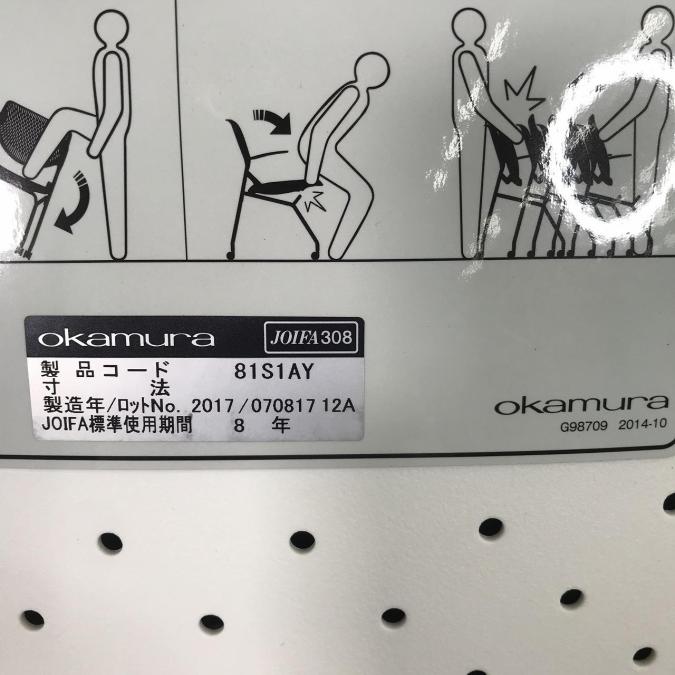 okamura JOIFA308
製品コード 81S1AY
寸法
製造年/ロットNo. 2017/070817 12A
JOIFA標準使用期間 8 年
okamura
G98709 2014-10